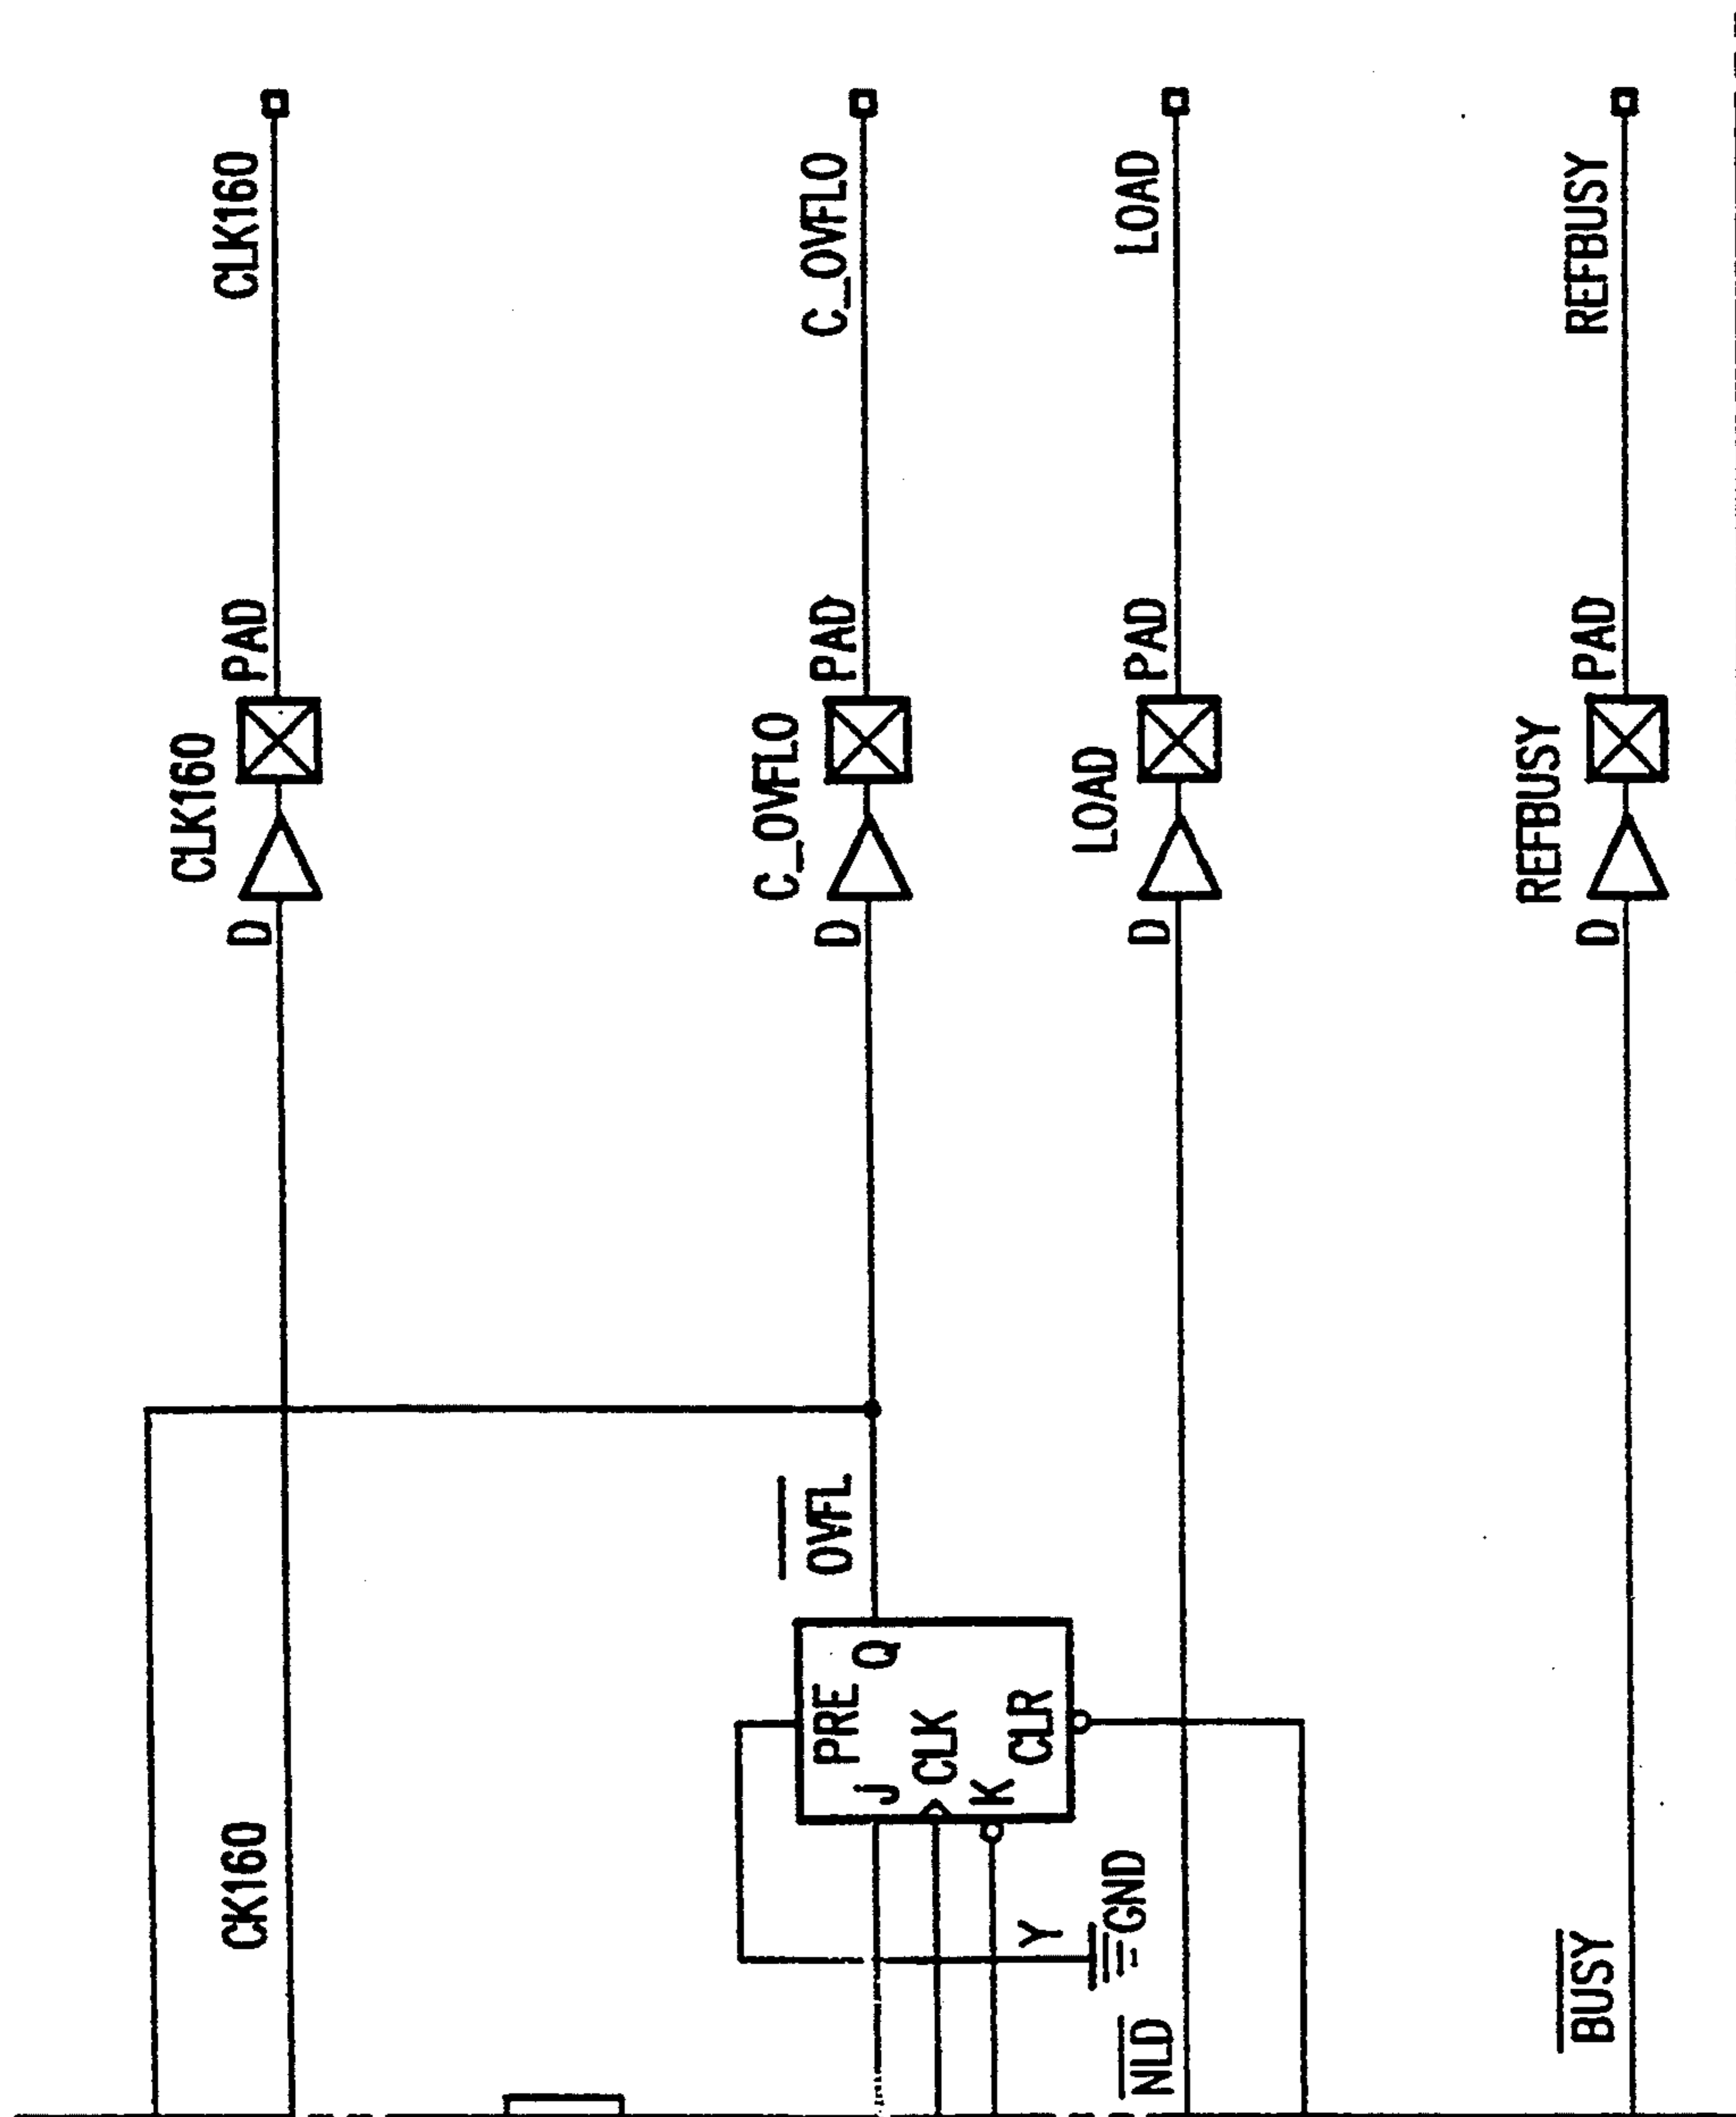 CLK160
CLK160
PAD
D
CK160
C_OVFLO
C_OVFLO
PAD
D
OVFL
PRE
Q
J
CLK
K
CLR
Y
GND
LOAD
LOAD
PAD
D
NLD
REFBUSY
REFBUSY
PAD
D
BUSY